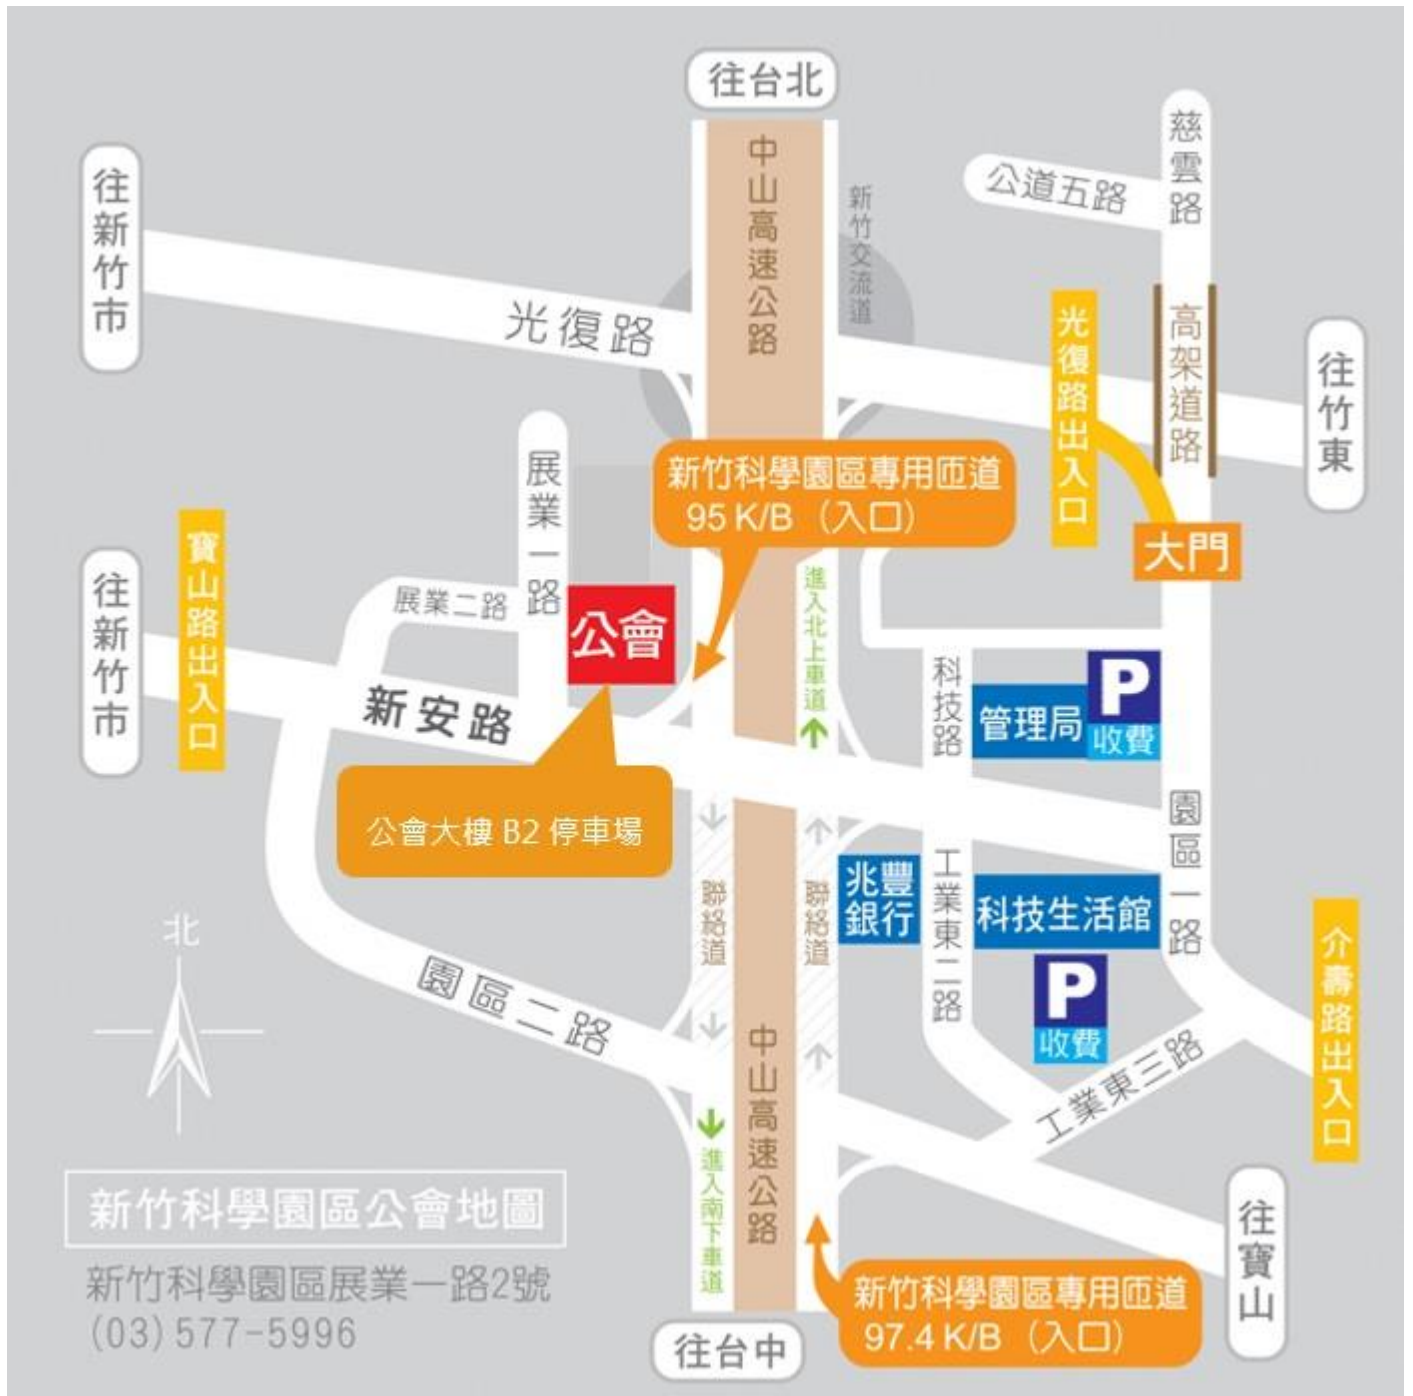 往台北
中山高速公路
新竹交流道
慈雲路
公道五路
往新竹市
光復路
光復路出入口
高架道路
往竹東
新竹科學園區專用匝道
95 K/B （入口）
大門
展業一路
寶山路出入口
往新竹市
展業二路
公會
進入北上車道
科技路
管理局
P
收費
新安路
公會大樓 B2 停車場
園區一路
聯絡道
聯絡道
兆豐
銀行
工業東二路
科技生活館
P
收費
介壽路出入口
北
園區二路
中山高速公路
工業東三路
進入南下車道
往寶山
新竹科學園區公會地圖
新竹科學園區展業一路2號
(03)577-5996
新竹科學園區專用匝道
97.4 K/B （入口）
往台中